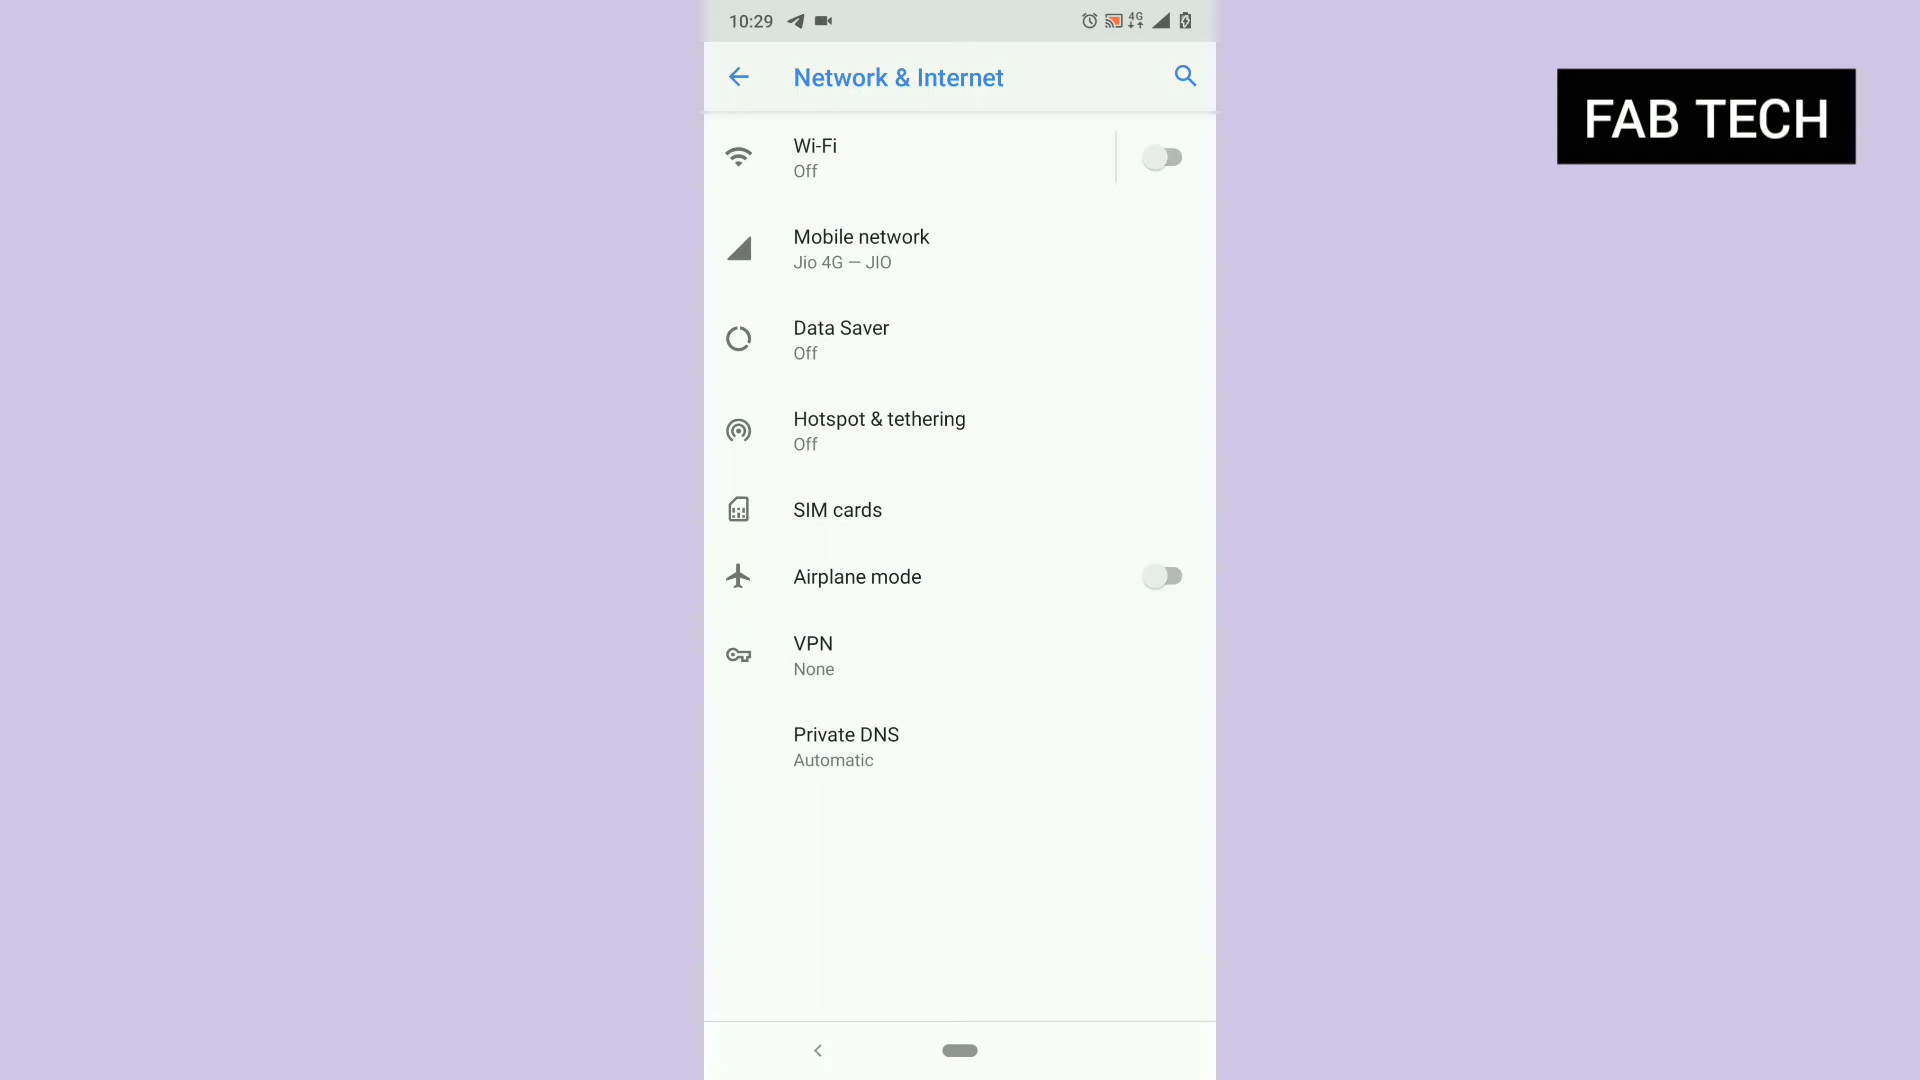 10:29
4G
Network & Internet
FAB TECH
Wi-Fi
Off
Mobile network
Jio 4G — JIO
Data Saver
Off
Hotspot & tethering
Off
SIM cards
Airplane mode
VPN
None
Private DNS
Automatic